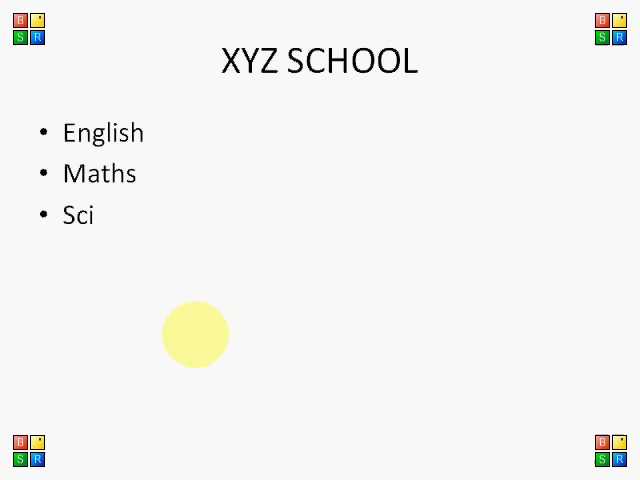 XYZ SCHOOL
• English
• Maths
• Sci
B
S R
B
S R
B
S R
B
S R